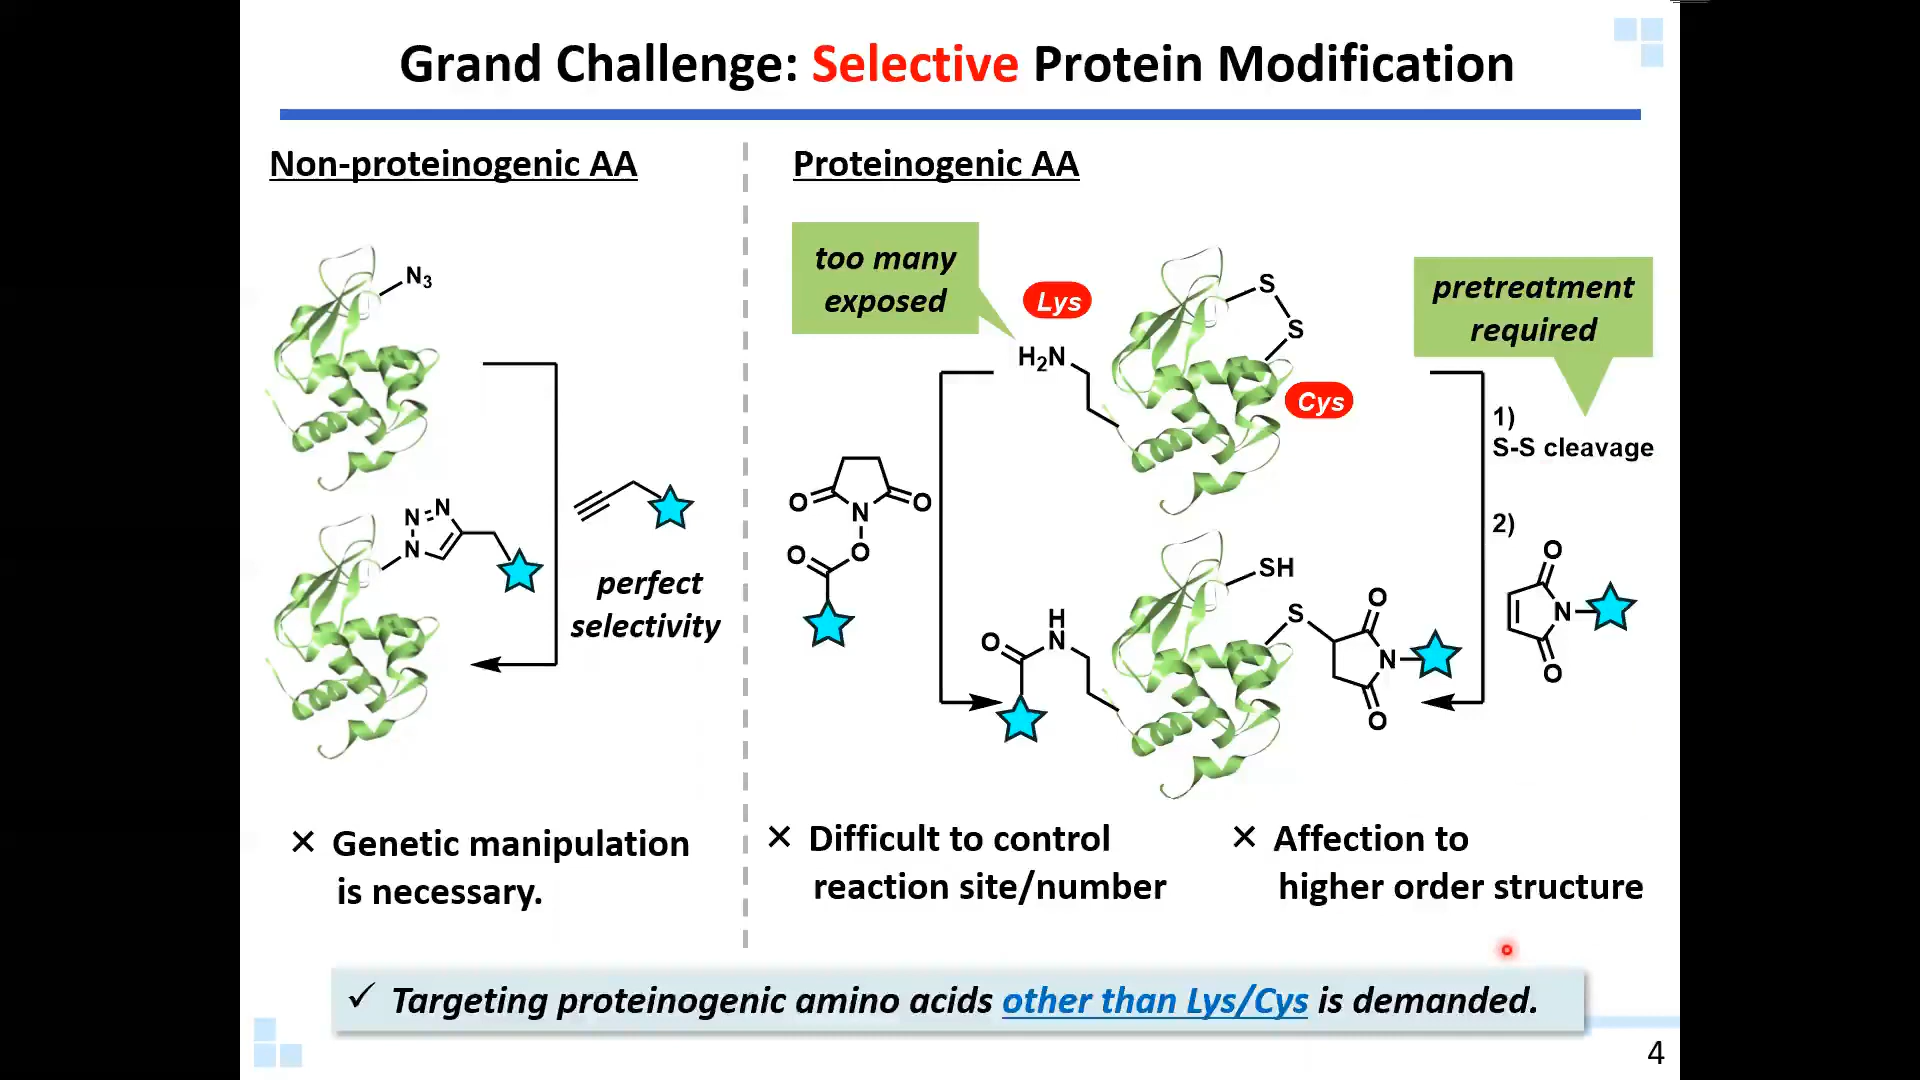 Grand Challenge: Selective Protein Modification
Non-proteinogenic AA
N3
N N
N
perfect
selectivity
× Genetic manipulation
is necessary.
Proteinogenic AA
too many
exposed
Lys
H2N
S
S
Cys
pretreatment
required
1)
S-S cleavage
2)
O
N
O
O
O
O
H
N
SH
S
O
N
O
O
N
O
O
× Difficult to control
reaction site/number
× Affection to
higher order structure
✓ Targeting proteinogenic amino acids other than Lys/Cys is demanded.
4